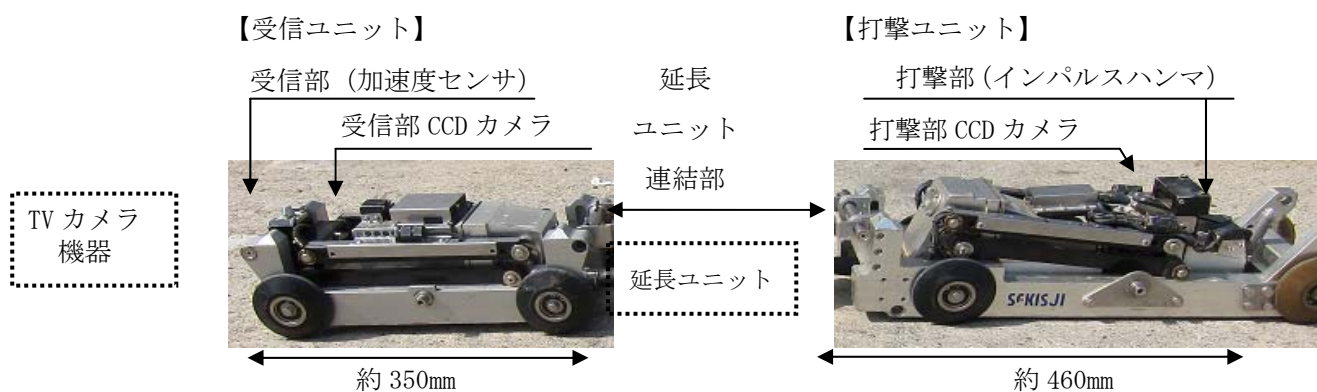 【受信ユニット】
【打撃ユニット】
受信部 (加速度センサ)
延長
打撃部(インパルスハンマ)
受信部 CCD カメラ
ユニット
打撃部 CCD カメラ
連結部
TV カメラ
機器
延長ユニット
SEKISUI
約 350mm
約 460mm